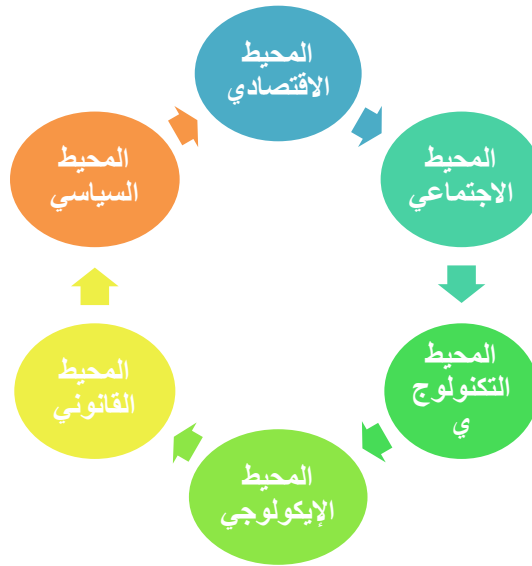 المحيط
الاقتصادي
المحيط
الاجتماعي
المحيط
التكنولوج
ي
المحيط
الإيكولوجي
المحيط
القانوني
المحيط
السياسي